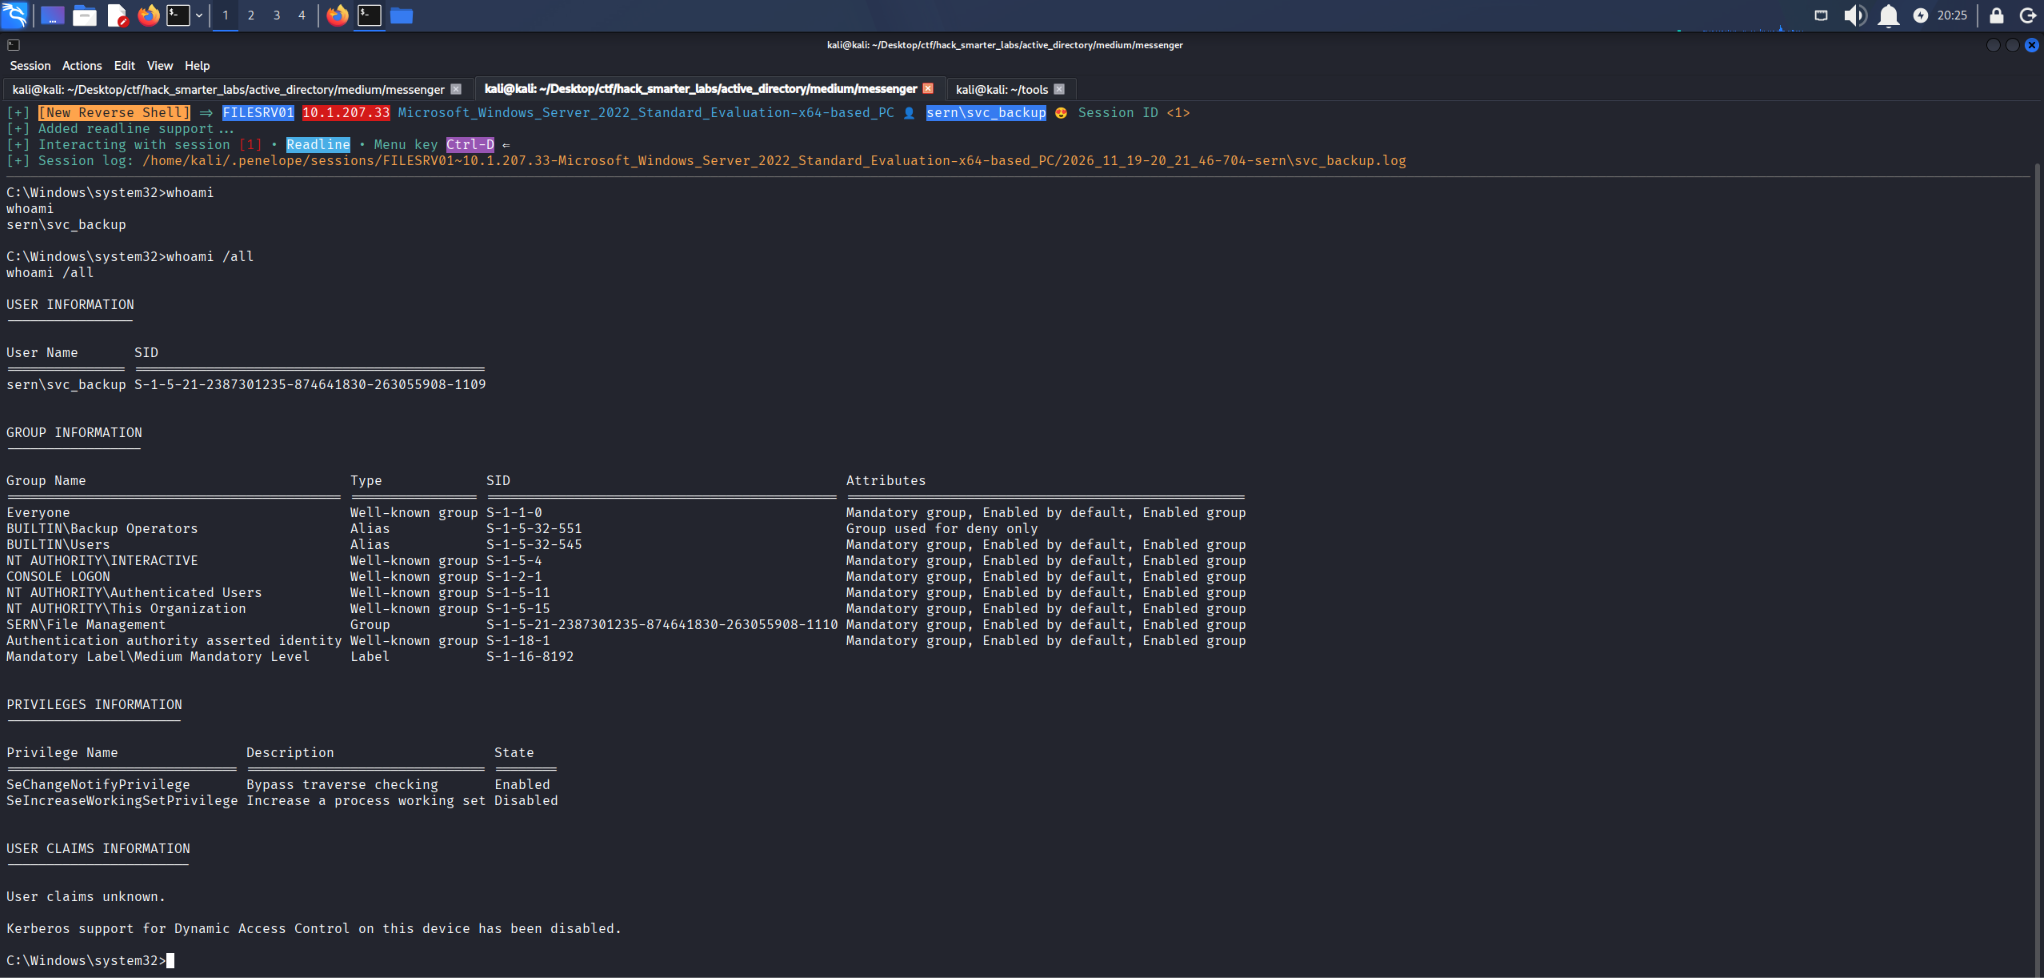 1 2 3 4 20:25
kali@kali: ~/Desktop/ctf/hack_smarter_labs/active_directory/medium/messenger
Session Actions Edit View Help
kali@kali: ~/Desktop/ctf/hack_smarter_labs/active_directory/medium/messenger kali@kali: ~/Desktop/ctf/hack_smarter_labs/active_directory/medium/messenger kali@kali: ~/tools
[+] [New Reverse Shell] ⇒ FILESRV01 10.1.207.33 Microsoft_Windows_Server_2022_Standard_Evaluation-x64-based_PC 👤 sern\svc_backup 😍 Session ID <1>
[+] Added readline support...
[+] Interacting with session [1] • Readline • Menu key Ctrl-D ⇐
[+] Session log: /home/kali/.penelope/sessions/FILESRV01~10.1.207.33-Microsoft_Windows_Server_2022_Standard_Evaluation-x64-based_PC/2026_11_19-20_21_46-704-sern\svc_backup.log
C:\Windows\system32>whoami
whoami
sern\svc_backup
C:\Windows\system32>whoami /all
whoami /all
USER INFORMATION
User Name SID
sern\svc_backup S-1-5-21-2387301235-874641830-263055908-1109
GROUP INFORMATION
Group Name Type SID Attributes
Everyone Well-known group S-1-1-0 Mandatory group, Enabled by default, Enabled group
BUILTIN\Backup Operators Alias S-1-5-32-551 Group used for deny only
BUILTIN\Users Alias S-1-5-32-545 Mandatory group, Enabled by default, Enabled group
NT AUTHORITY\INTERACTIVE Well-known group S-1-5-4 Mandatory group, Enabled by default, Enabled group
CONSOLE LOGON Well-known group S-1-2-1 Mandatory group, Enabled by default, Enabled group
NT AUTHORITY\Authenticated Users Well-known group S-1-5-11 Mandatory group, Enabled by default, Enabled group
NT AUTHORITY\This Organization Well-known group S-1-5-15 Mandatory group, Enabled by default, Enabled group
SERN\File Management Group S-1-5-21-2387301235-874641830-263055908-1110 Mandatory group, Enabled by default, Enabled group
Authentication authority asserted identity Well-known group S-1-18-1 Mandatory group, Enabled by default, Enabled group
Mandatory Label\Medium Mandatory Level Label S-1-16-8192
PRIVILEGES INFORMATION
Privilege Name Description State
SeChangeNotifyPrivilege Bypass traverse checking Enabled
SeIncreaseWorkingSetPrivilege Increase a process working set Disabled
USER CLAIMS INFORMATION
User claims unknown.
Kerberos support for Dynamic Access Control on this device has been disabled.
C:\Windows\system32>